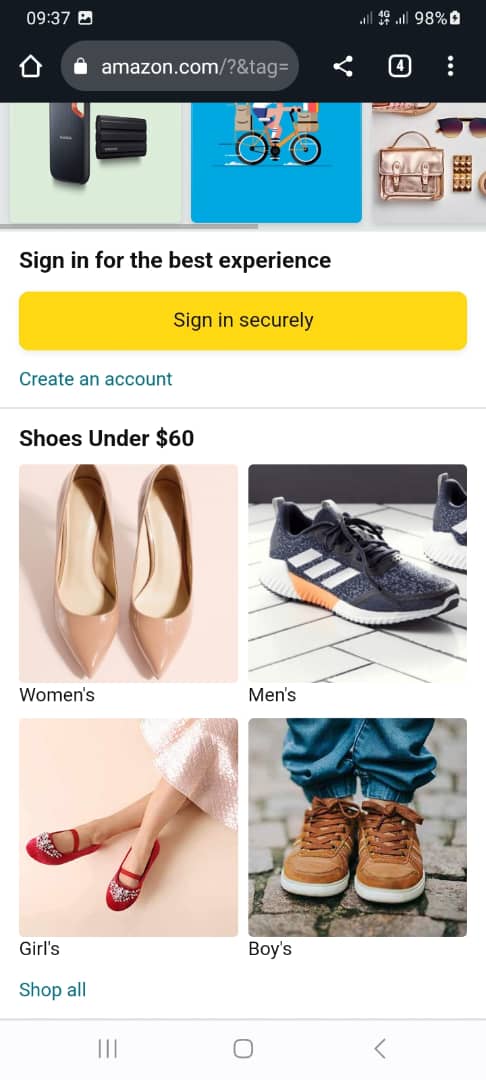 09:37
4G
98%
amazon.com/?&tag=
4
Sign in for the best experience
Sign in securely
Create an account
Shoes Under $60
Women's
Men's
Girl's
Boy's
Shop all